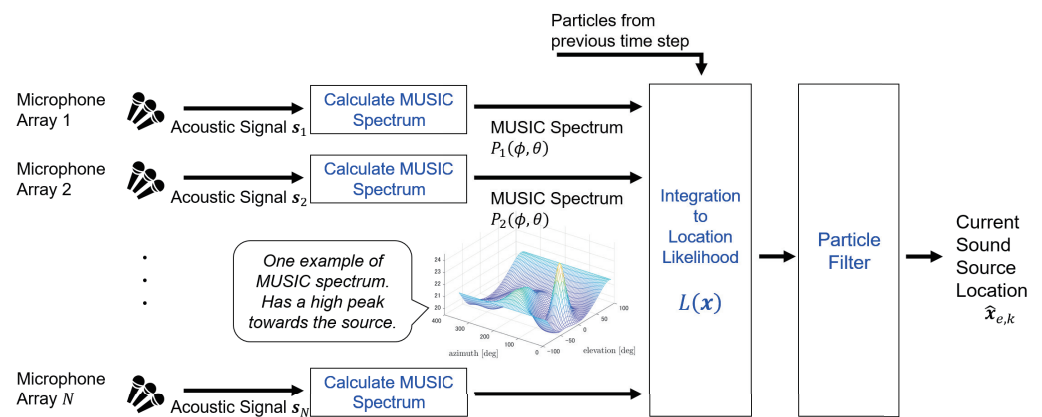 Particles from
previous time step
Microphone
Array 1
Acoustic Signal 𝒔₁
Calculate MUSIC
Spectrum
MUSIC Spectrum
𝑃₁(𝜙, 𝜃)
Microphone
Array 2
Acoustic Signal 𝒔₂
Calculate MUSIC
Spectrum
MUSIC Spectrum
𝑃₂(𝜙, 𝜃)
One example of
MUSIC spectrum.
Has a high peak
towards the source.
24
23
22
21
20
400
300
200
100
0
azimuth [deg]
-100
-50
0
50
100
elevation [deg]
Microphone
Array 𝑁
Acoustic Signal 𝒔𝑁
Calculate MUSIC
Spectrum
Integration
to
Location
Likelihood
𝐿(𝒙)
Particle
Filter
Current
Sound
Source
Location
𝒙̂ₑ,ₖ